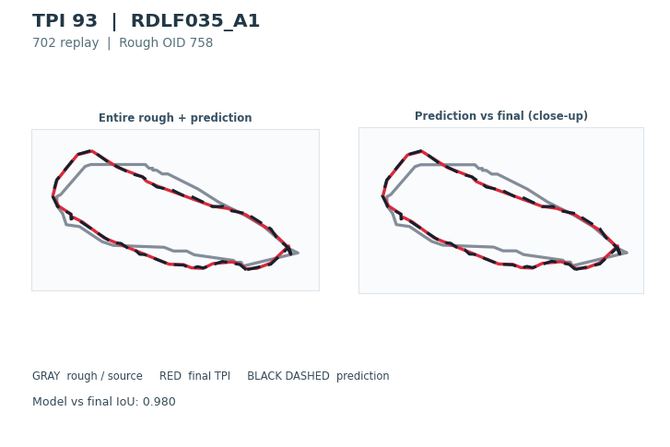 TPI 93 | RDLF035_A1
702 replay | Rough OID 758
Entire rough + prediction
Prediction vs final (close-up)
GRAY rough / source RED final TPI BLACK DASHED prediction
Model vs final IoU: 0.980